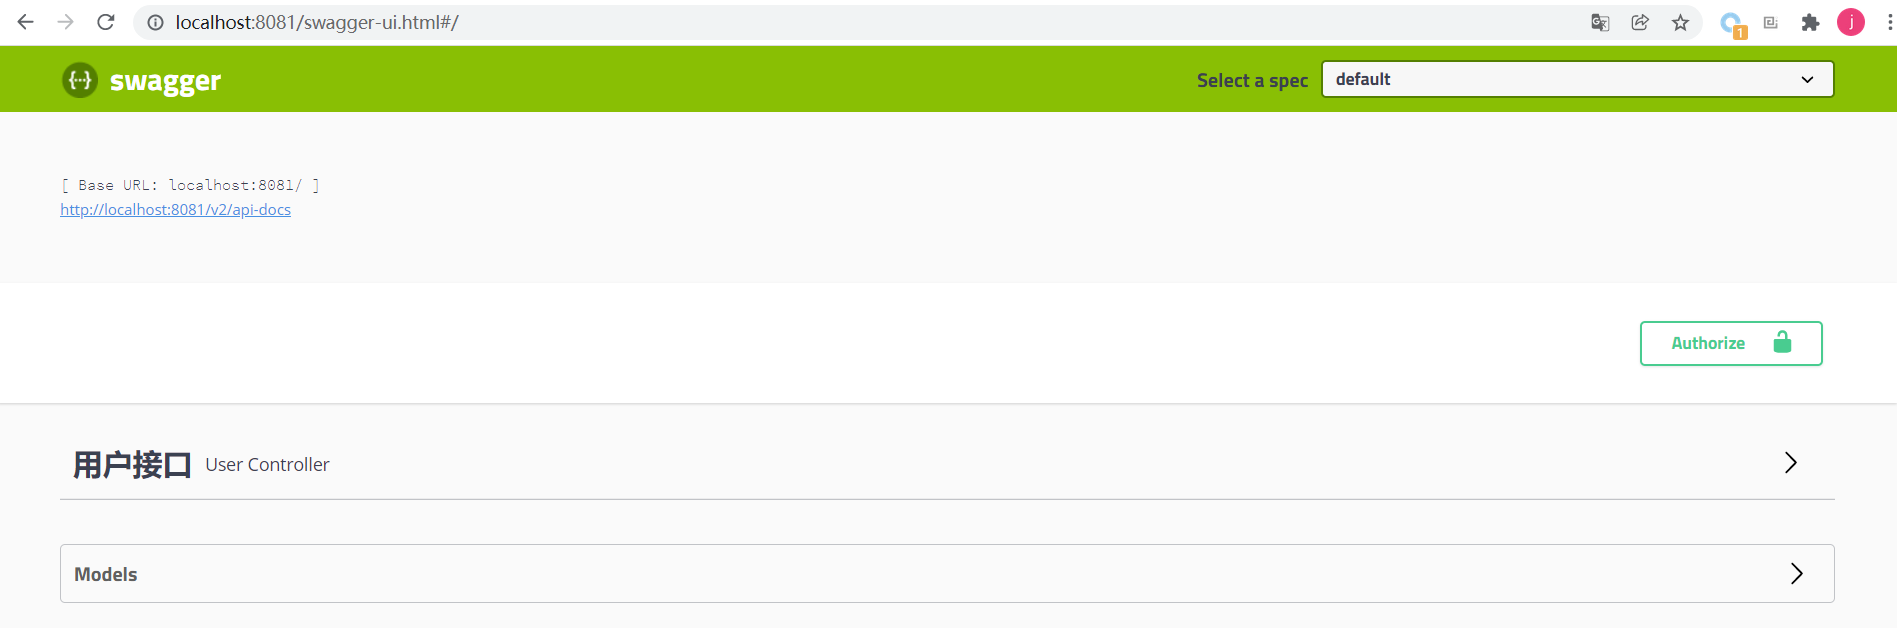 localhost:8081/swagger-ui.html#/
1
j
{···} swagger
Select a spec
default
[ Base URL: localhost:8081/ ]
http://localhost:8081/v2/api-docs
Authorize
用户接口 User Controller
Models